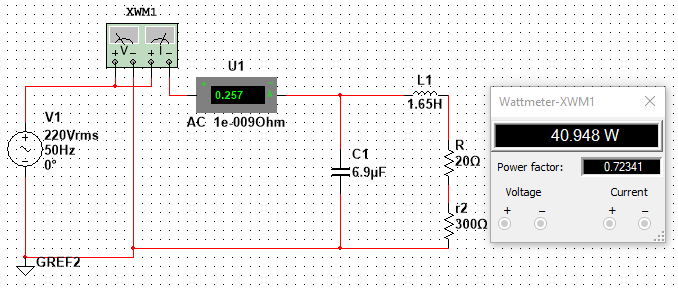 XWM1
V I
+ − + −
U1
+ 0.257 -
AC 1e-009Ohm
V1
220Vrms
50Hz
0°
GREF2
C1
6.9µF
L1
1.65H
R
20Ω
r2
300Ω
Wattmeter-XWM1
40.948 W
Power factor: 0.72341
Voltage Current
+ − + −